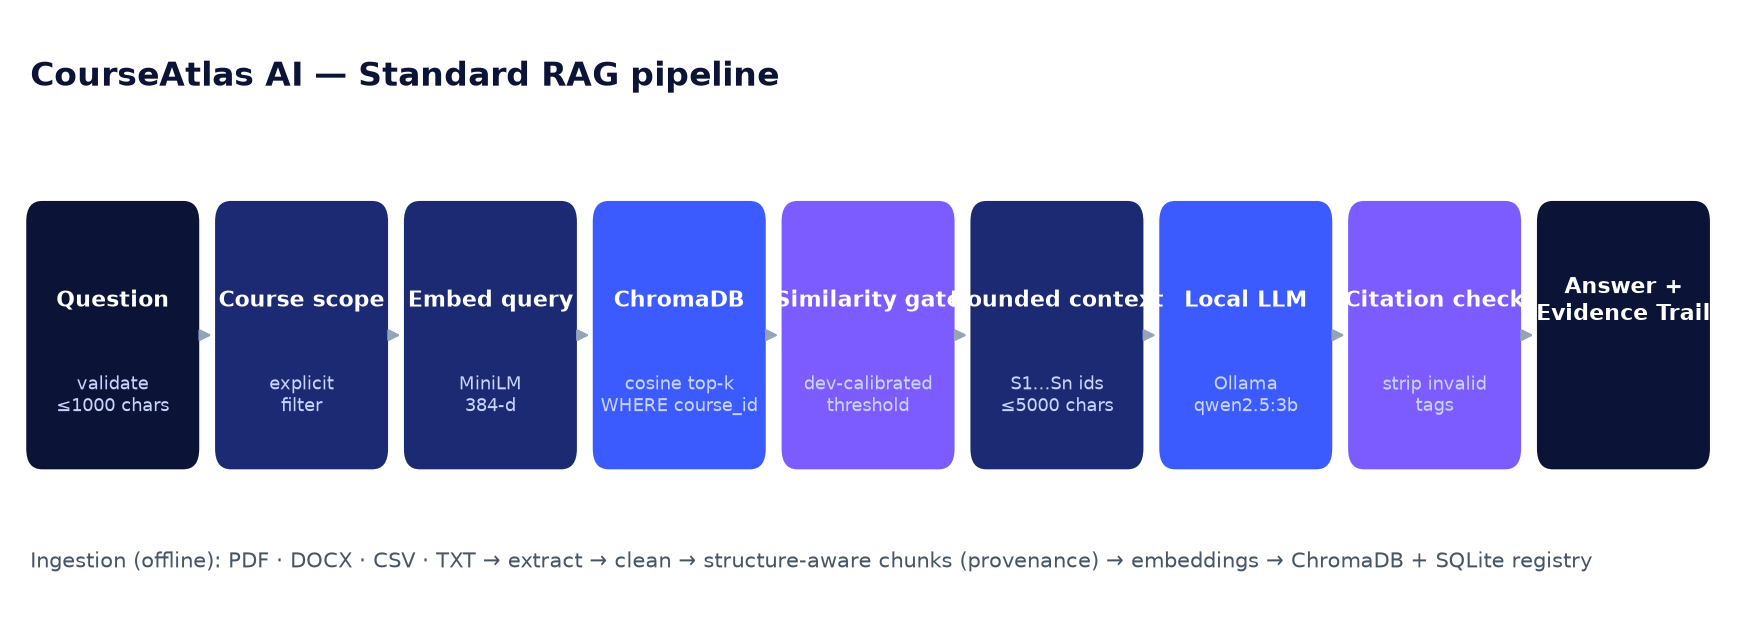 CourseAtlas AI — Standard RAG pipeline
Question
validate
≤1000 chars
Course scope
explicit
filter
Embed query
MiniLM
384-d
ChromaDB
cosine top-k
WHERE course_id
Similarity gate
dev-calibrated
threshold
ounded context
S1…Sn ids
≤5000 chars
Local LLM
Ollama
qwen2.5:3b
Citation check
strip invalid
tags
Answer +
Evidence Trail
Ingestion (offline): PDF · DOCX · CSV · TXT → extract → clean → structure-aware chunks (provenance) → embeddings → ChromaDB + SQLite registry